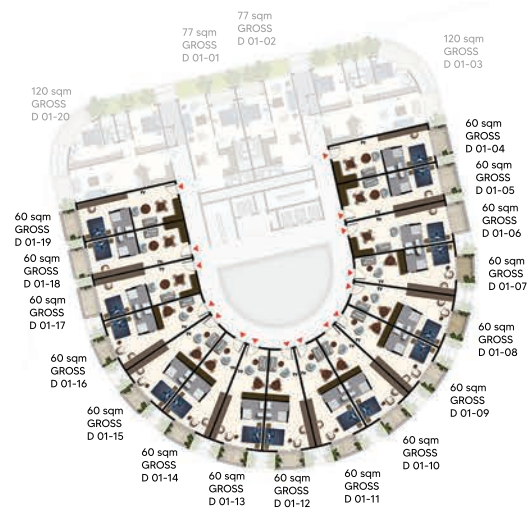 77 sqm
GROSS
D 01-02
77 sqm
GROSS
D 01-01
120 sqm
GROSS
D 01-03
120 sqm
GROSS
D 01-20
60 sqm
GROSS
D 01-04
60 sqm
GROSS
D 01-05
60 sqm
GROSS
D 01-06
60 sqm
GROSS
D 01-07
60 sqm
GROSS
D 01-08
60 sqm
GROSS
D 01-09
60 sqm
GROSS
D 01-10
60 sqm
GROSS
D 01-11
60 sqm
GROSS
D 01-12
60 sqm
GROSS
D 01-13
60 sqm
GROSS
D 01-14
60 sqm
GROSS
D 01-15
60 sqm
GROSS
D 01-16
60 sqm
GROSS
D 01-17
60 sqm
GROSS
D 01-18
60 sqm
GROSS
D 01-19